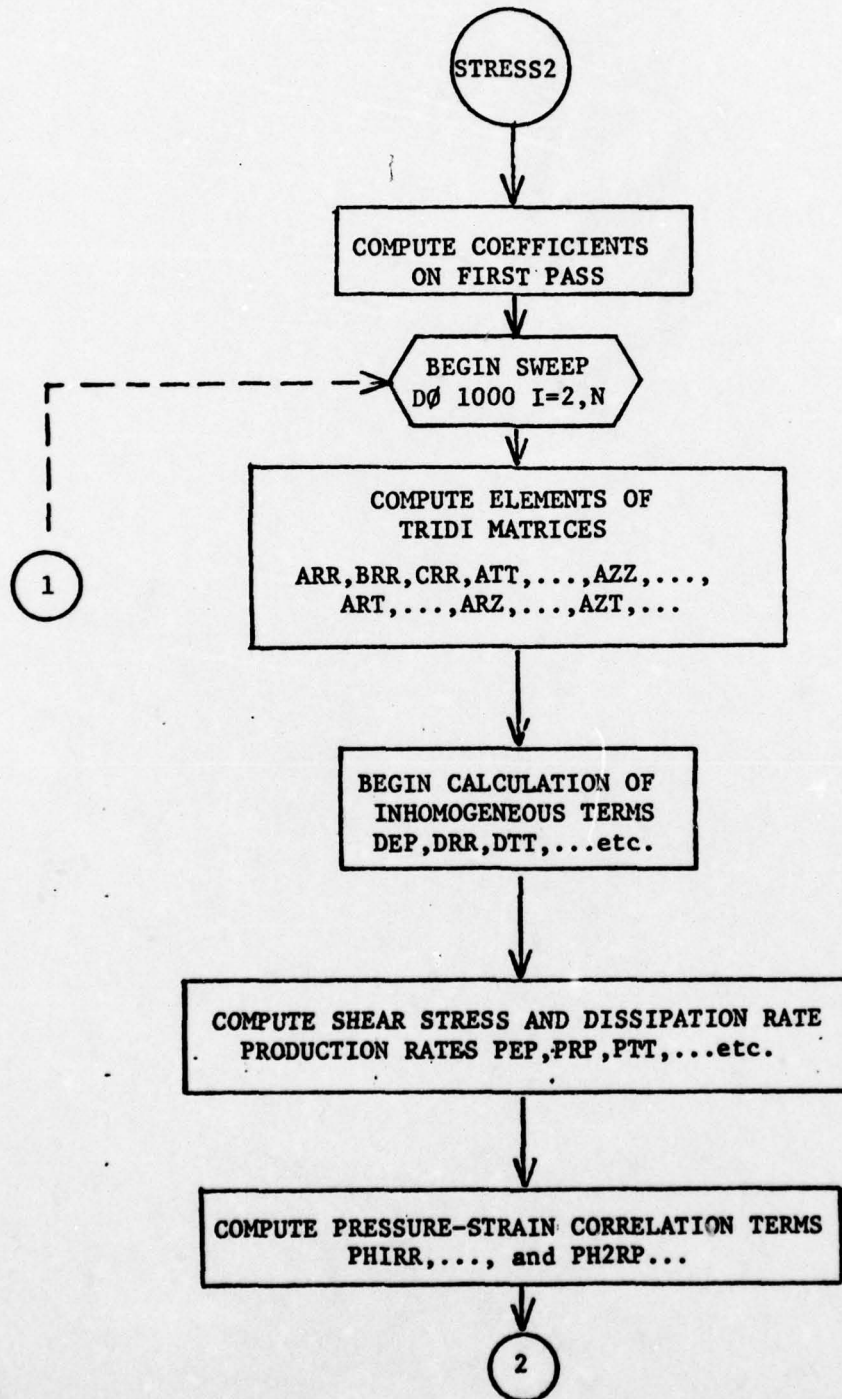 STRESS2
COMPUTE COEFFICIENTS
ON FIRST PASS
BEGIN SWEEP
DØ 1000 I=2,N
COMPUTE ELEMENTS OF
TRIDI MATRICES
ARR,BRR,CRR,ATT,...,AZZ,...,
ART,...,ARZ,...,AZT,...
1
BEGIN CALCULATION OF
INHOMOGENEOUS TERMS
DEP,DRR,DTT,...etc.
COMPUTE SHEAR STRESS AND DISSIPATION RATE
PRODUCTION RATES PEP,PRP,PTT,...etc.
COMPUTE PRESSURE-STRAIN CORRELATION TERMS
PHIRR,..., and PH2RP...
2